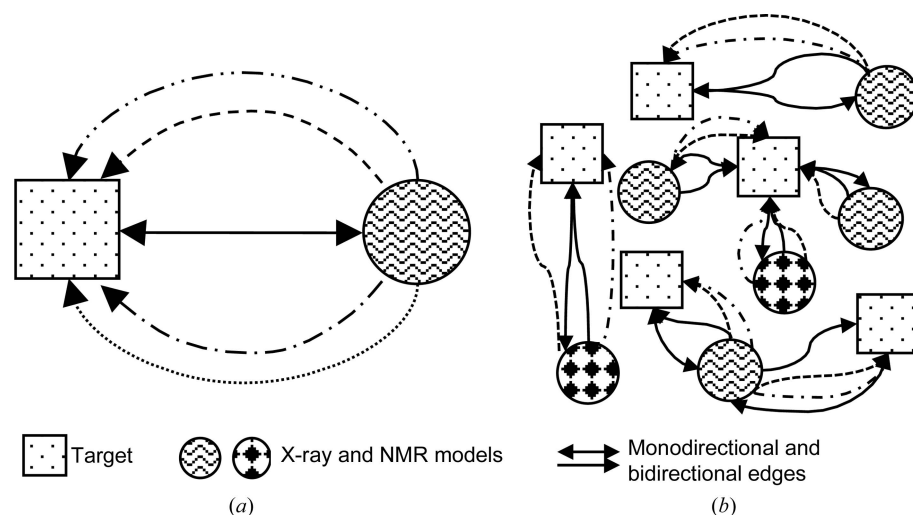 Target
X-ray and NMR models
Monodirectional and
bidirectional edges
(a)
(b)